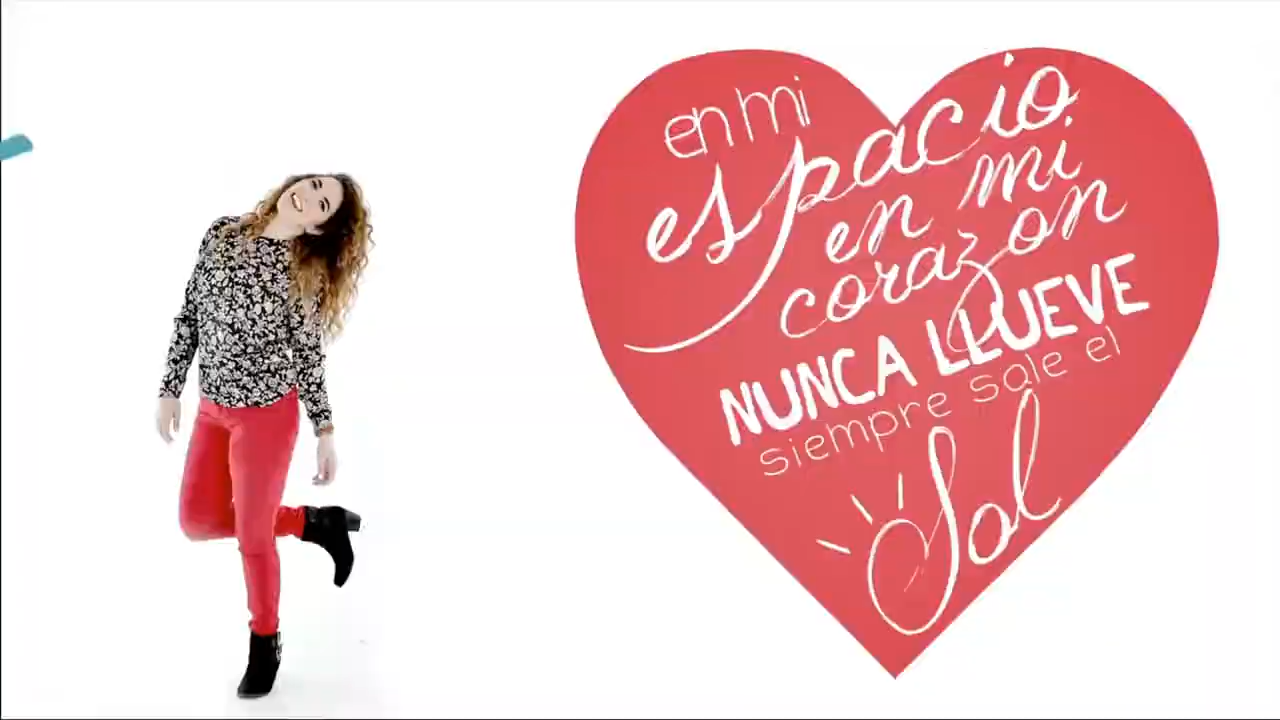 en mi
espacio
en mi
corazon
NUNCA LLUEVE
siempre sale el
Sol